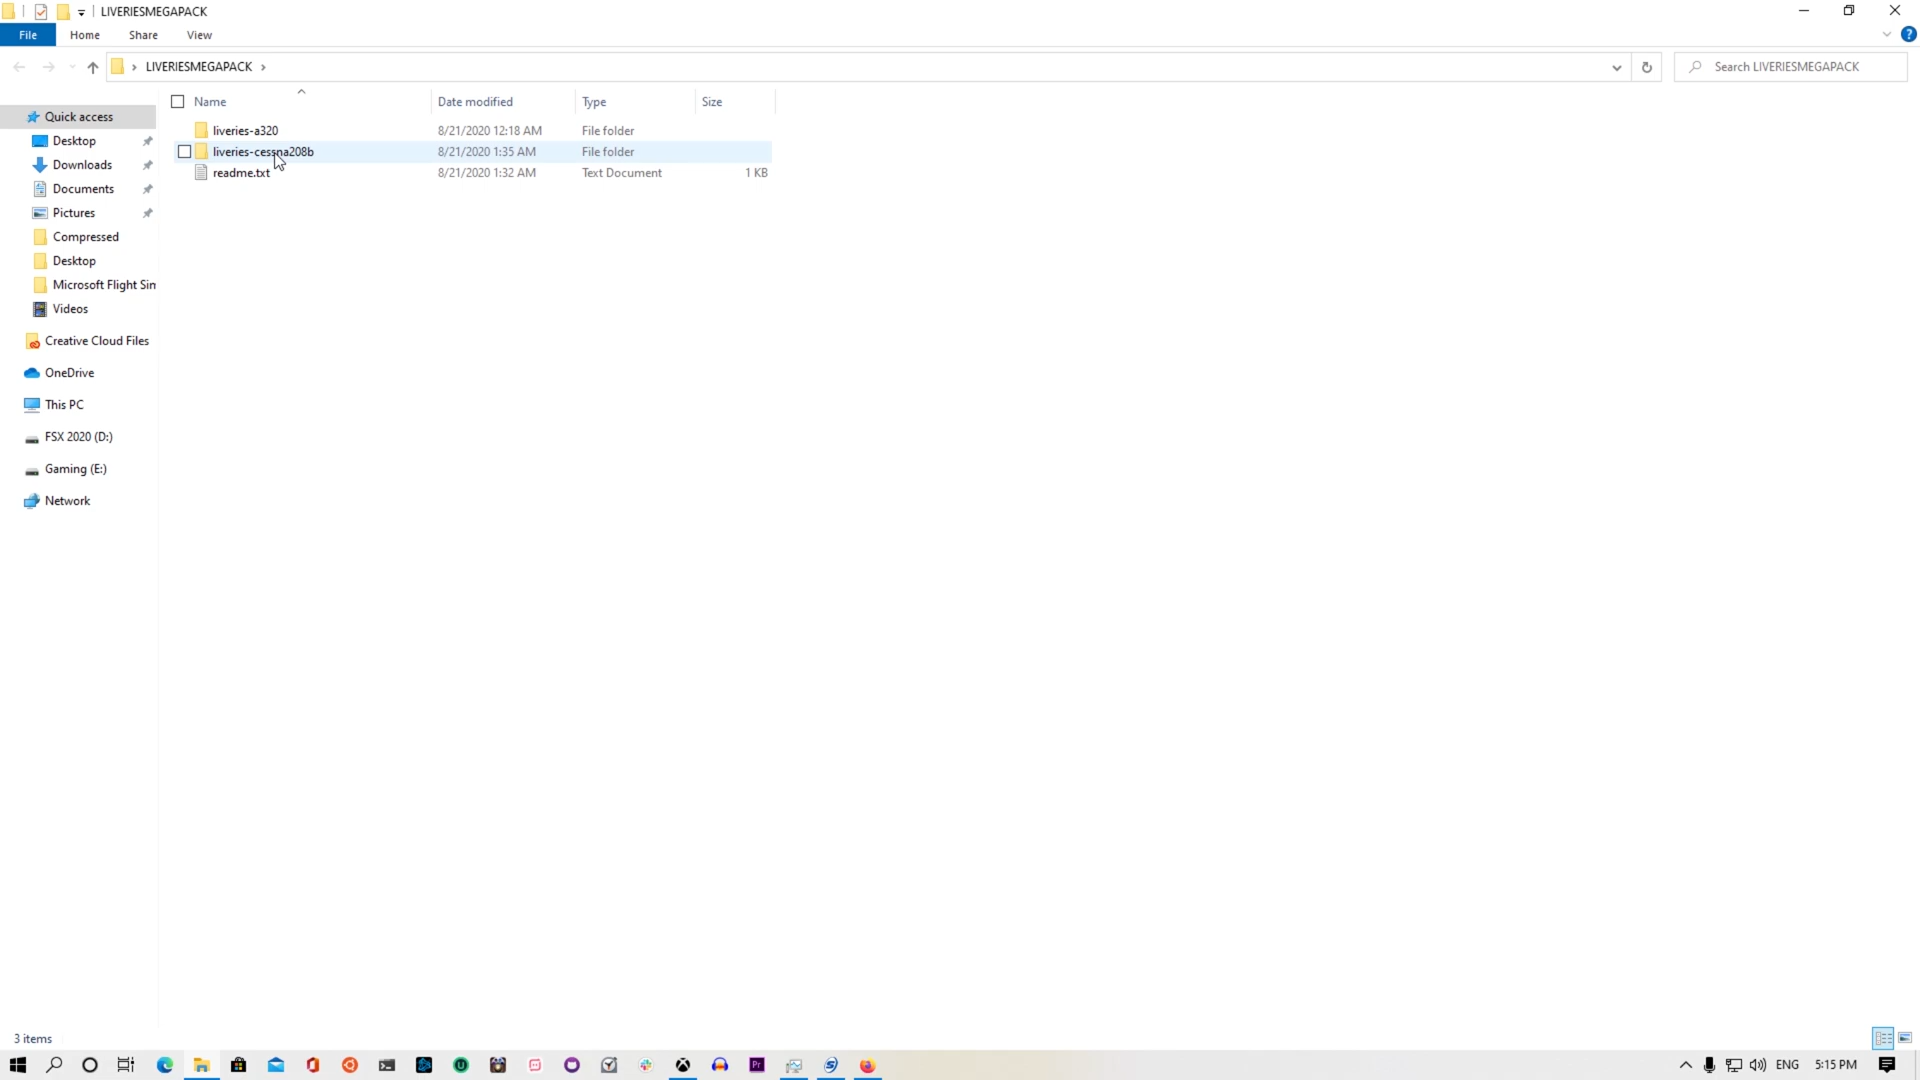 LIVERIESMEGAPACK
File Home Share View
LIVERIESMEGAPACK
Search LIVERIESMEGAPACK
Name Date modified Type Size
Quick access
Desktop
Downloads
Documents
Pictures
Compressed
Desktop
Microsoft Flight Sin
Videos
Creative Cloud Files
OneDrive
This PC
FSX 2020 (D:)
Gaming (E:)
Network
liveries-a320 8/21/2020 12:18 AM File folder
liveries-cessna208b 8/21/2020 1:35 AM File folder
readme.txt 8/21/2020 1:32 AM Text Document 1 KB
3 items
ENG 5:15 PM